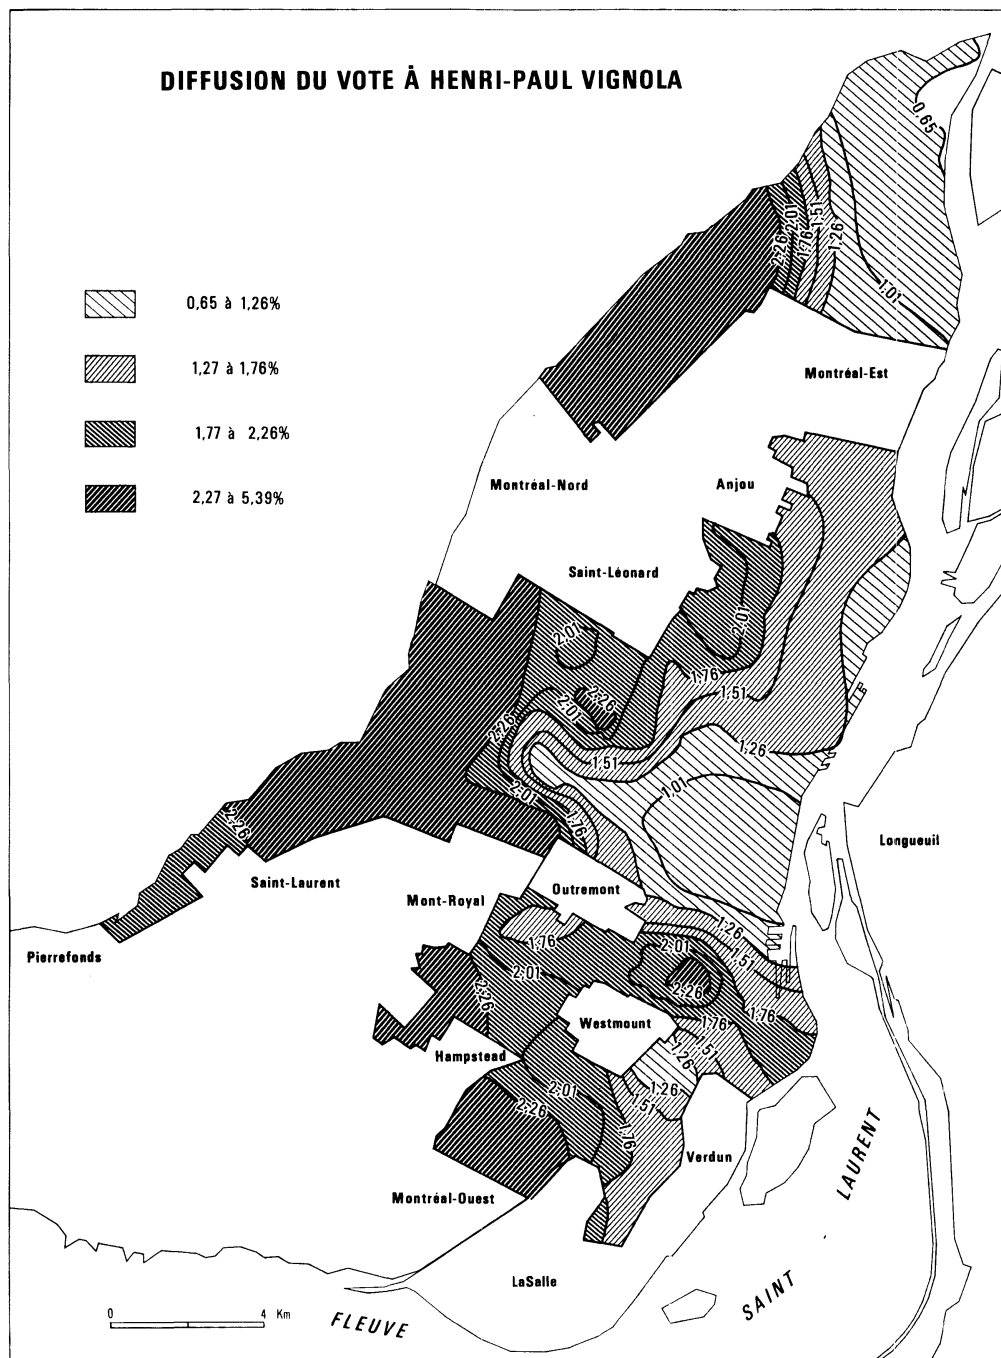 DIFFUSION DU VOTE À HENRI-PAUL VIGNOLA
0,65
2,26
2,01
1,76
1,51
1,26
1,01
0,65 à 1,26%
1,27 à 1,76%
1,77 à 2,26%
2,27 à 5,39%
Montréal-Est
Montréal-Nord
Anjou
Saint-Léonard
2,01
2,01
1,76
2,26
1,51
2,01
2,26
1,26
1,51
1,01
2,01
1,76
2,26
Longueuil
Saint-Laurent
Outremont
Mont-Royal
1,26
1,76
2,01
1,51
Pierrefonds
2,01
2,26
2,26
1,76
Westmount
1,76
1,51
Hampstead
2,26
1,26
2,01
1,51
2,26
1,76
Verdun
Montréal-Ouest
LaSalle
0 4 Km
FLEUVE
SAINT
LAURENT